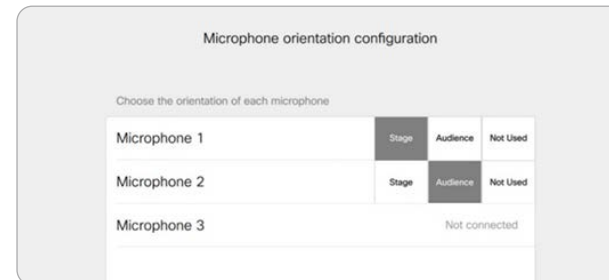 Microphone orientation configuration
Choose the orientation of each microphone
Microphone 1 Stage Audience Not Used
Microphone 2 Stage Audience Not Used
Microphone 3 Not connected